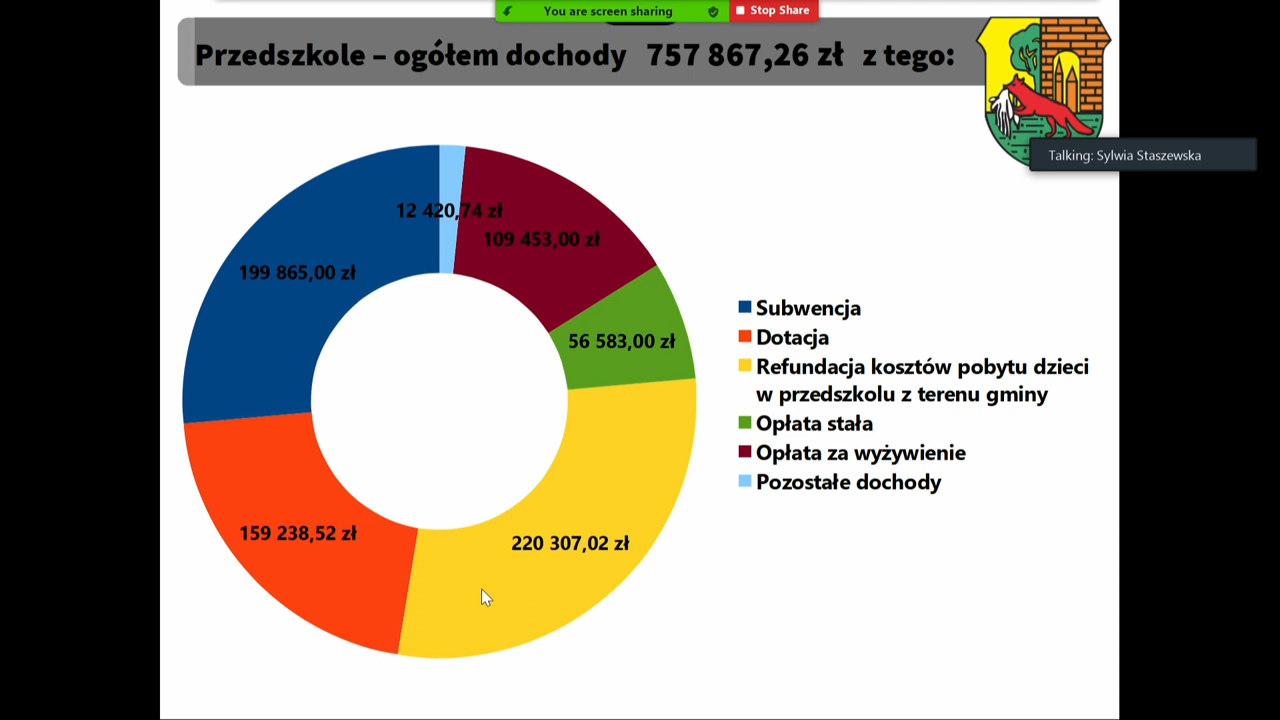 You are screen sharing
Stop Share
Przedszkole – ogółem dochody 757 867,26 zł z tego:
Talking: Sylwia Staszewska
12 420,74 zł
109 453,00 zł
199 865,00 zł
56 583,00 zł
159 238,52 zł
220 307,02 zł
Subwencja
Dotacja
Refundacja kosztów pobytu dzieci
w przedszkolu z terenu gminy
Opłata stała
Opłata za wyżywienie
Pozostałe dochody